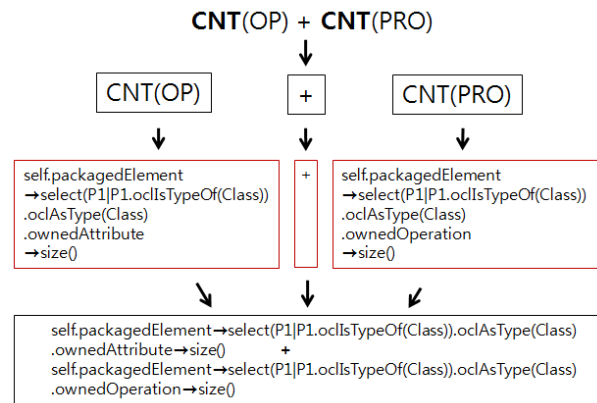 CNT(OP) + CNT(PRO)
CNT(OP)
+
CNT(PRO)
self.packagedElement
→select(P1|P1.oclIsTypeOf(Class))
.oclAsType(Class)
.ownedAttribute
→size()
+
self.packagedElement
→select(P1|P1.oclIsTypeOf(Class))
.oclAsType(Class)
.ownedOperation
→size()
self.packagedElement→select(P1|P1.oclIsTypeOf(Class)).oclAsType(Class)
.ownedAttribute→size() +
self.packagedElement→select(P1|P1.oclIsTypeOf(Class)).oclAsType(Class)
.ownedOperation→size()